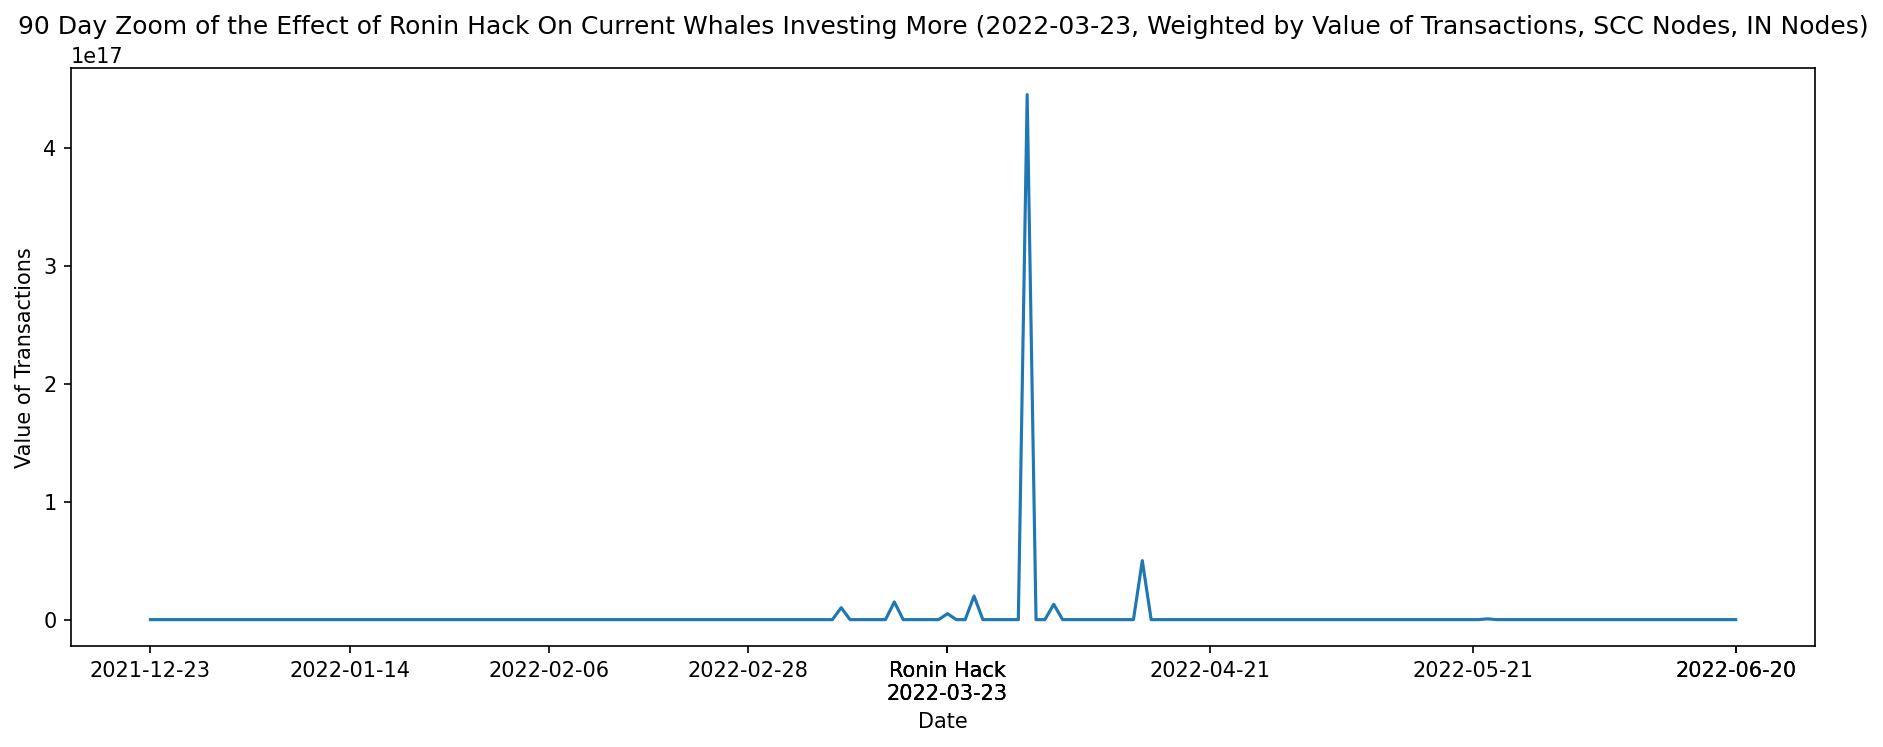 90 Day Zoom of the Effect of Ronin Hack On Current Whales Investing More (2022-03-23, Weighted by Value of Transactions, SCC Nodes, IN Nodes)
1e17
4
3
2
1
0
Value of Transactions
2021-12-23
2022-01-14
2022-02-06
2022-02-28
Ronin Hack
2022-03-23
2022-04-21
2022-05-21
2022-06-20
Date